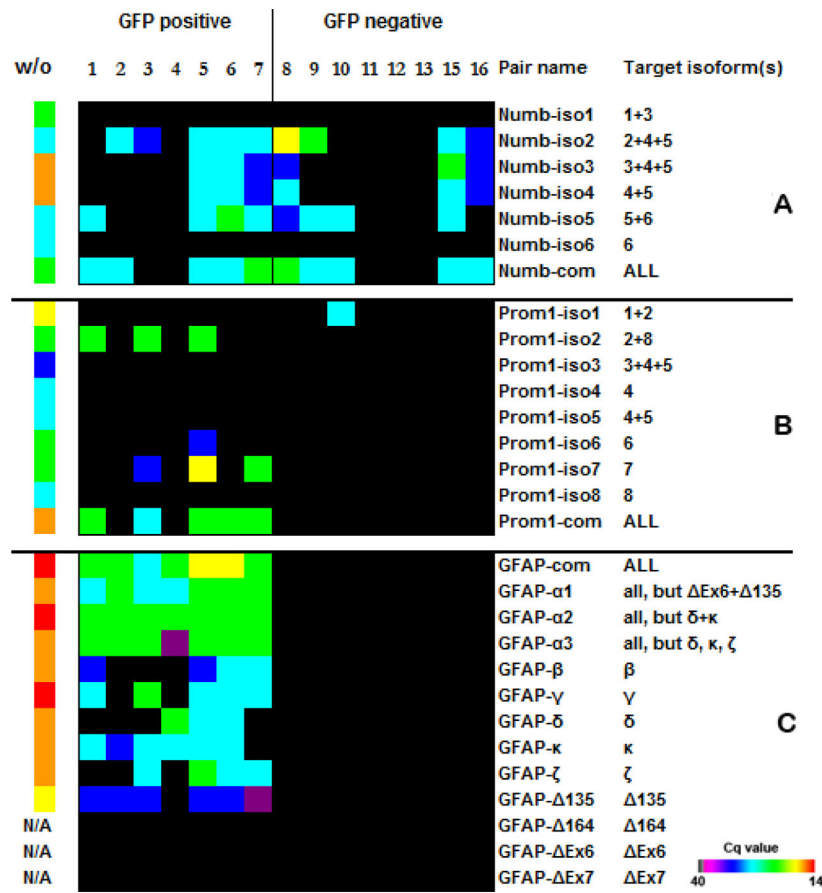 GFP positive GFP negative
w/o 1 2 3 4 5 6 7 8 9 10 11 12 13 15 16 Pair name Target isoform(s)
Numb-iso1 1+3
Numb-iso2 2+4+5
Numb-iso3 3+4+5
Numb-iso4 4+5
Numb-iso5 5+6
Numb-iso6 6
Numb-com ALL
A
Prom1-iso1 1+2
Prom1-iso2 2+8
Prom1-iso3 3+4+5
Prom1-iso4 4
Prom1-iso5 4+5
Prom1-iso6 6
Prom1-iso7 7
Prom1-iso8 8
Prom1-com ALL
B
GFAP-com ALL
GFAP-α1 all, but ΔEx6+Δ135
GFAP-α2 all, but δ+κ
GFAP-α3 all, but δ, κ, ζ
GFAP-β β
GFAP-γ γ
GFAP-δ δ
GFAP-κ κ
GFAP-ζ ζ
GFAP-Δ135 Δ135
N/A GFAP-Δ164 Δ164
N/A GFAP-ΔEx6 ΔEx6
N/A GFAP-ΔEx7 ΔEx7
C
Cq value
40 14